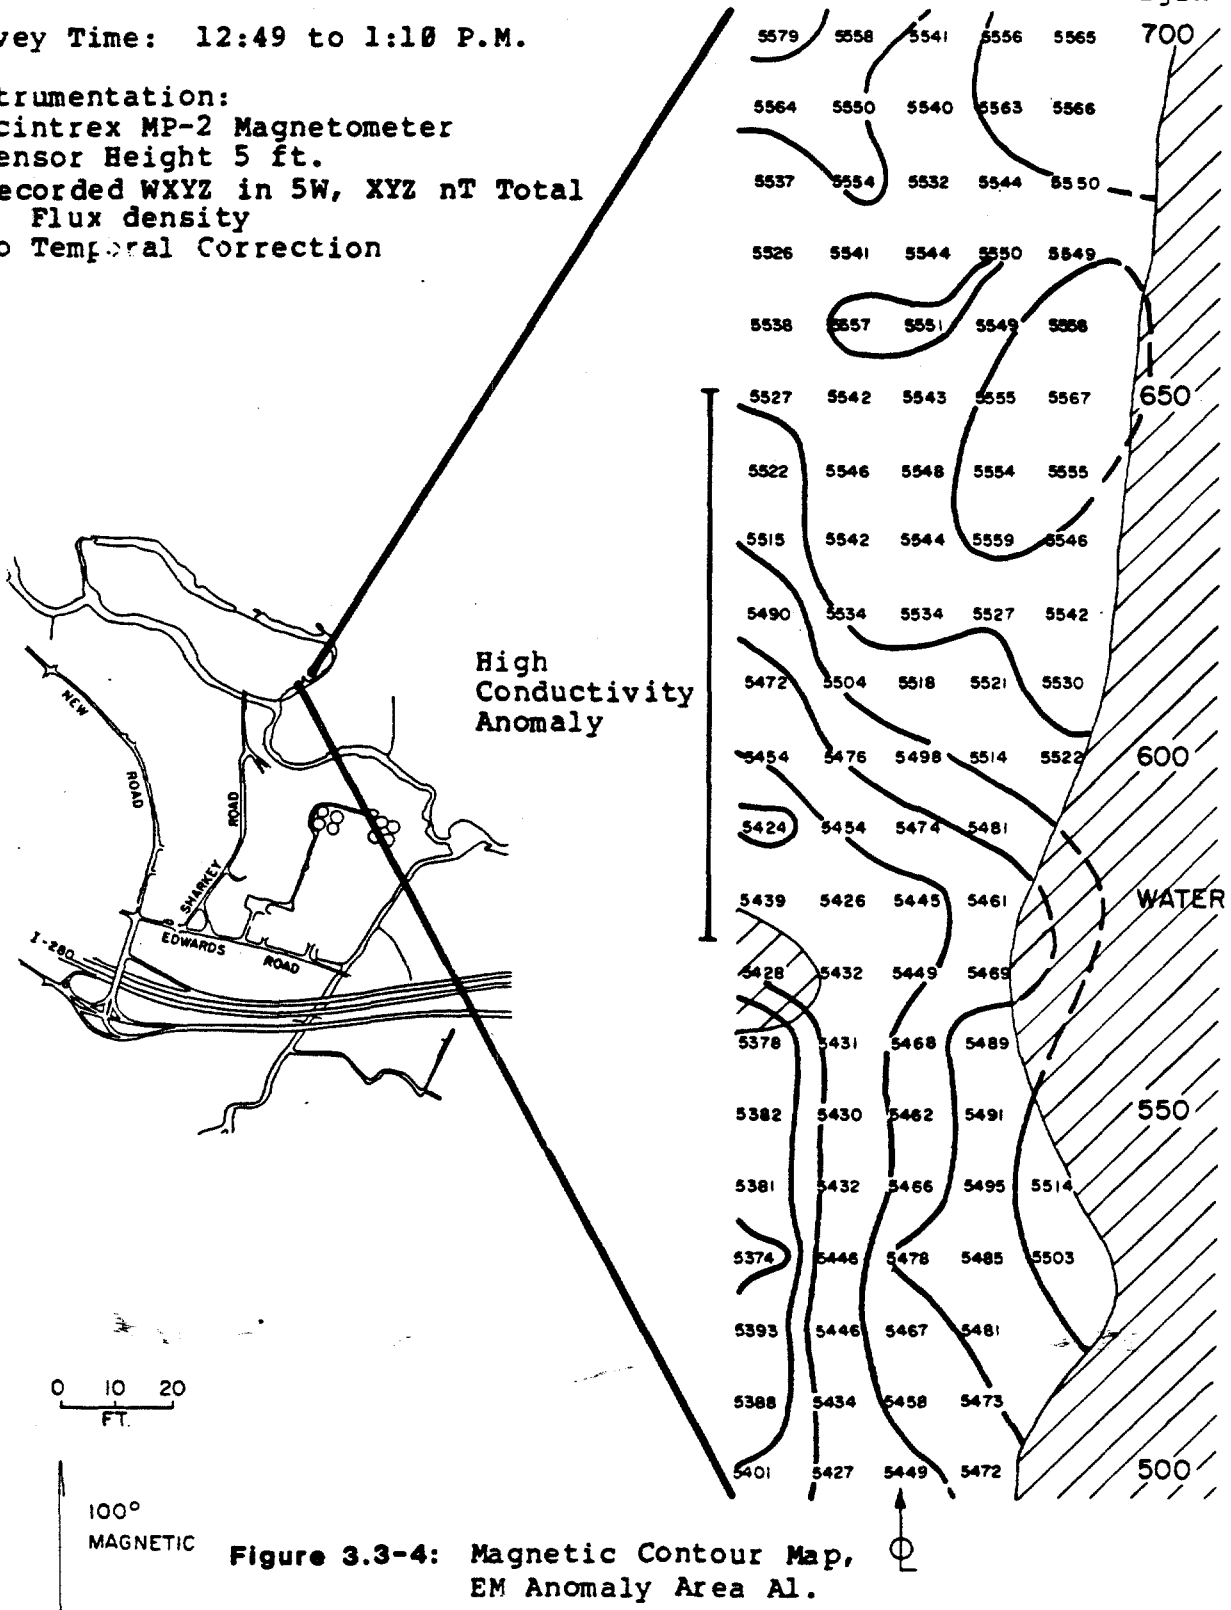 vey Time: 12:49 to 1:10 P.M.
trumentation:
cintrex MP-2 Magnetometer
ensor Height 5 ft.
ecorded WXYZ in 5W, XYZ nT Total
Flux density
o Temporal Correction
5579 5558 5541 5556 5565 700
5564 5550 5540 5563 5566
5537 5554 5532 5544 5550
5526 5541 5544 5550 5549
5538 5557 5551 5549 5558
5527 5542 5543 5555 5567 650
5522 5546 5548 5554 5555
5515 5542 5544 5559 5546
5490 5534 5534 5527 5542
5472 5504 5518 5521 5530
5454 5476 5498 5514 5522 600
5424 5454 5474 5481
5439 5426 5445 5461 WATER
5428 5432 5449 5469
5378 5431 5468 5489
5382 5430 5462 5491 550
5381 5432 5466 5495 5514
5374 5446 5478 5485 5503
5393 5446 5467 5481
5388 5434 5458 5473
5401 5427 5449 5472 500
High
Conductivity
Anomaly
NEW
ROAD
ROAD
SHARKEY
EDWARDS ROAD
I-280
0 10 20
FT.
100°
MAGNETIC
Figure 3.3-4: Magnetic Contour Map,
EM Anomaly Area A1.